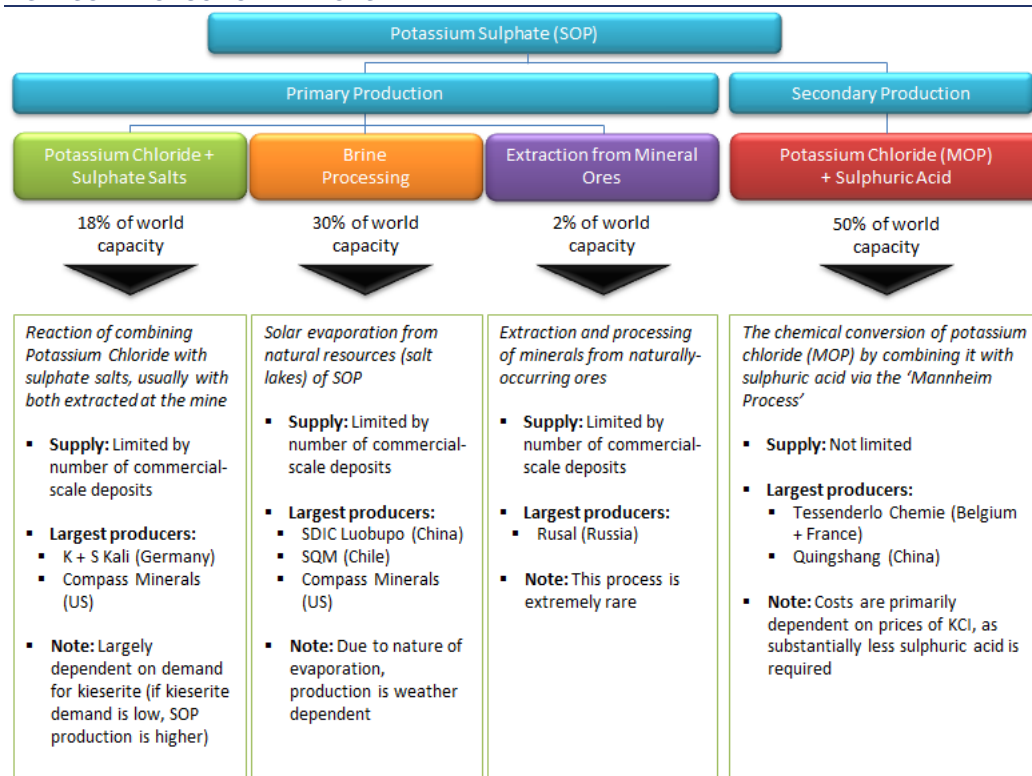 Potassium Sulphate (SOP)
Primary Production
Secondary Production
Potassium Chloride +
Sulphate Salts
Brine
Processing
Extraction from Mineral
Ores
Potassium Chloride (MOP)
+ Sulphuric Acid
18% of world
capacity
30% of world
capacity
2% of world
capacity
50% of world
capacity
Reaction of combining
Potassium Chloride with
sulphate salts, usually with
both extracted at the mine
▪ Supply: Limited by
number of commercial-
scale deposits
▪ Largest producers:
▪ K + S Kali (Germany)
▪ Compass Minerals
(US)
▪ Note: Largely
dependent on demand
for kieserite (if kieserite
demand is low, SOP
production is higher)
Solar evaporation from
natural resources (salt
lakes) of SOP
▪ Supply: Limited by
number of commercial-
scale deposits
▪ Largest producers:
▪ SDIC Luobupo (China)
▪ SQM (Chile)
▪ Compass Minerals
(US)
▪ Note: Due to nature of
evaporation,
production is weather
dependent
Extraction and processing
of minerals from naturally-
occurring ores
▪ Supply: Limited by
number of commercial-
scale deposits
▪ Largest producers:
▪ Rusal (Russia)
▪ Note: This process is
extremely rare
The chemical conversion of potassium
chloride (MOP) by combining it with
sulphuric acid via the ‘Mannheim
Process’
▪ Supply: Not limited
▪ Largest producers:
▪ Tessenderlo Chemie (Belgium
+ France)
▪ Quingshang (China)
▪ Note: Costs are primarily
dependent on prices of KCI, as
substantially less sulphuric acid is
required